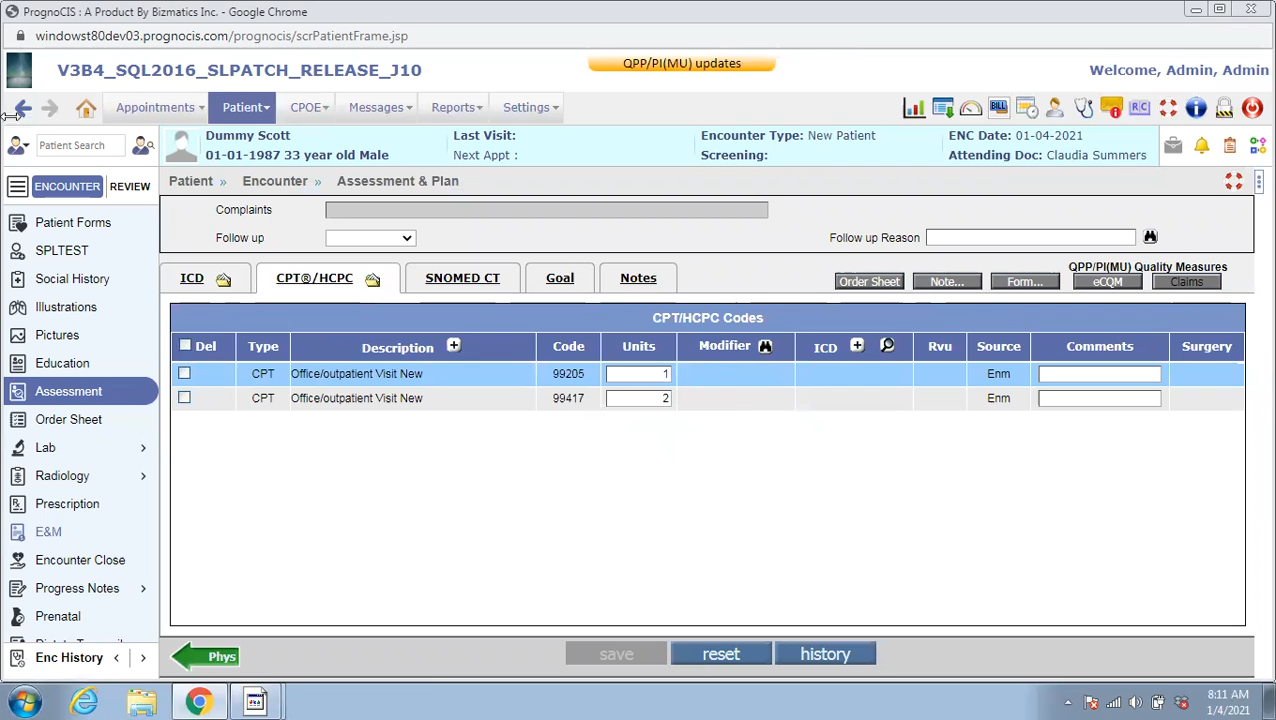 PrognoCIS : A Product By Bizmatics Inc. - Google Chrome
windowst80dev03.prognocis.com/prognocis/scrPatientFrame.jsp
V3B4_SQL2016_SLPATCH_RELEASE_J10
QPP/PI(MU) updates
Welcome, Admin, Admin
Appointments Patient CPOE Messages Reports Settings
BILL
RC
Patient Search
Dummy Scott
01-01-1987 33 year old Male
Last Visit:
Next Appt :
Encounter Type: New Patient
Screening:
ENC Date: 01-04-2021
Attending Doc: Claudia Summers
ENCOUNTER REVIEW
Patient » Encounter » Assessment & Plan
Patient Forms
SPLTEST
Social History
Illustrations
Pictures
Education
Assessment
Order Sheet
Lab
Radiology
Prescription
E&M
Encounter Close
Progress Notes
Prenatal
Enc History
Complaints
Follow up
Follow up Reason
ICD CPT®/HCPC SNOMED CT Goal Notes
Order Sheet Note... Form...
QPP/PI(MU) Quality Measures
eCQM Claims
CPT/HCPC Codes
Del Type Description Code Units Modifier ICD Rvu Source Comments Surgery
CPT Office/outpatient Visit New 99205 1 Enm
CPT Office/outpatient Visit New 99417 2 Enm
Phys save reset history
8:11 AM
1/4/2021